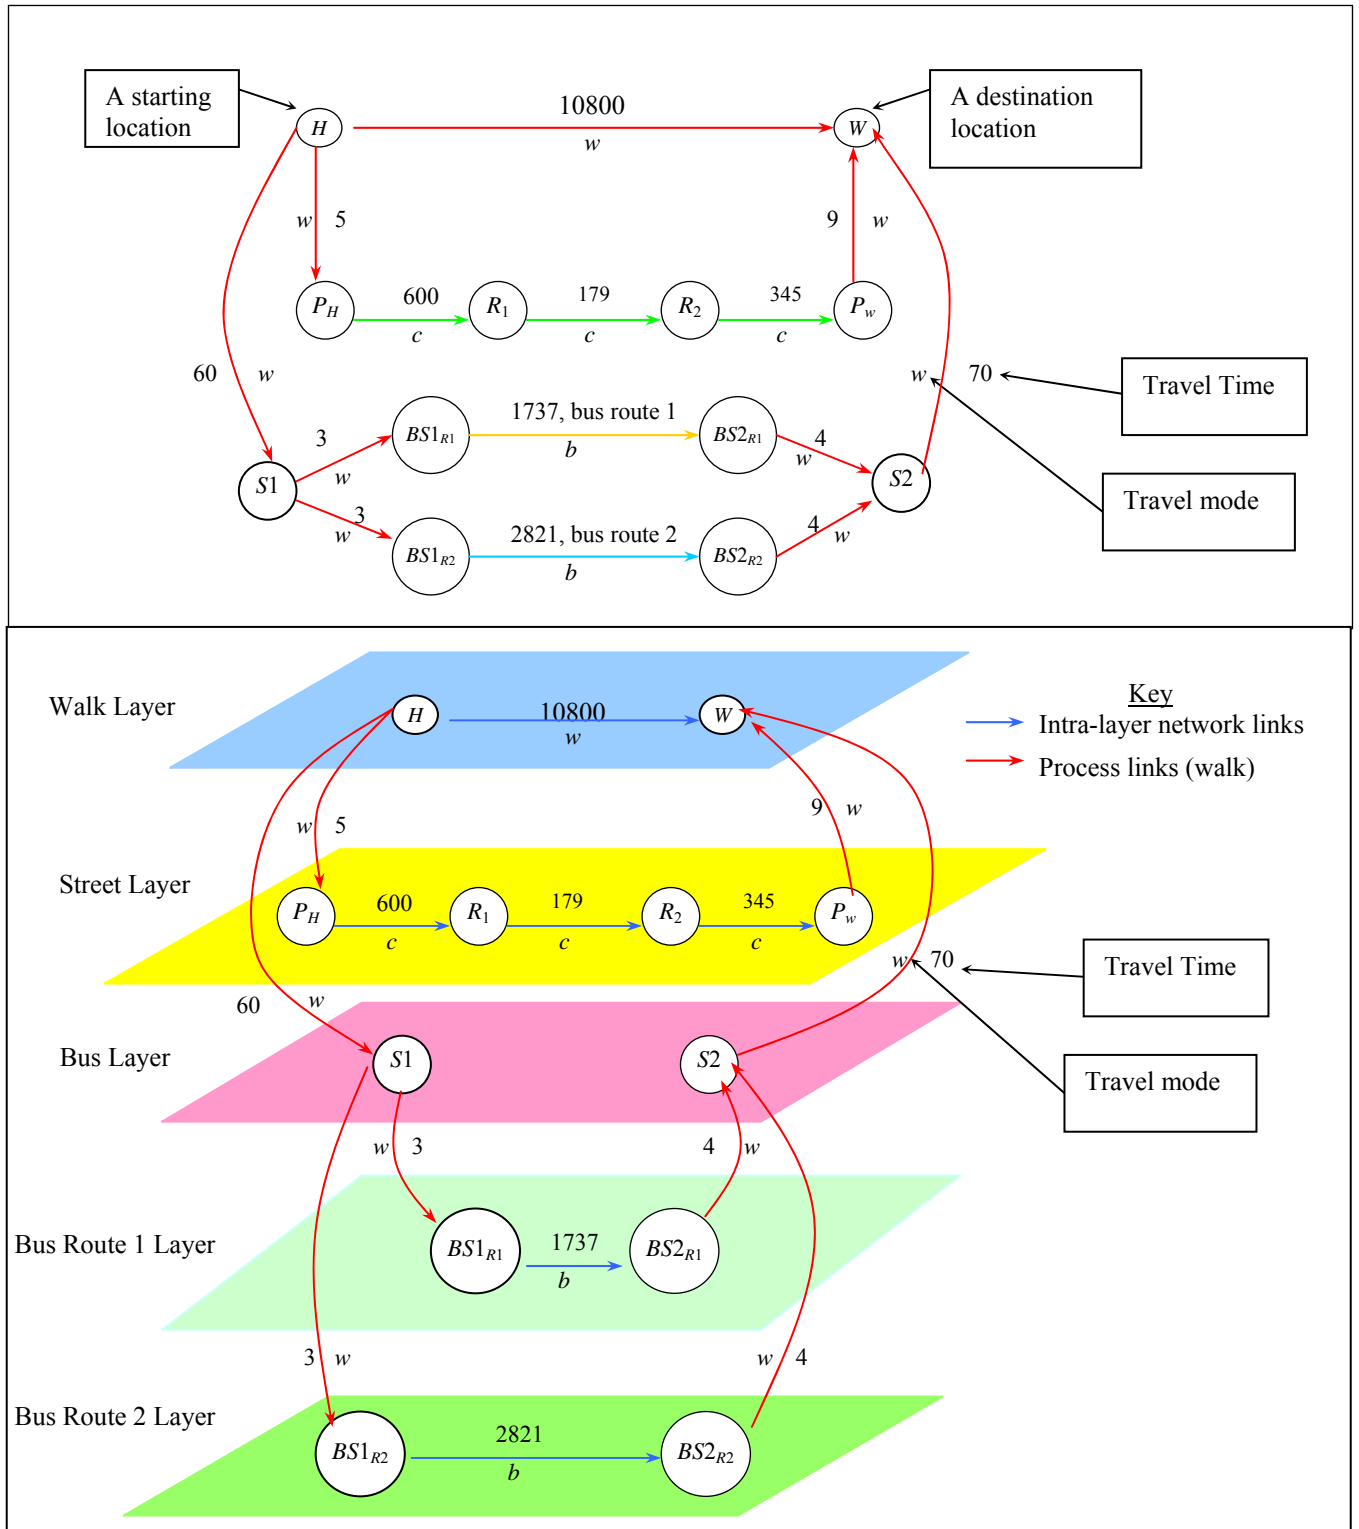 A starting
location
H
10800
w
W
A destination
location
w 5
9 w
P_H
600
c
R_1
179
c
R_2
345
c
P_w
60 w
w 70
Travel Time
Travel mode
S1
3
w
3
w
BS1_R1
1737, bus route 1
b
BS2_R1
4
w
S2
BS1_R2
2821, bus route 2
b
BS2_R2
4
w
Walk Layer
H
10800
w
W
Key
Intra-layer network links
Process links (walk)
w 5
9 w
Street Layer
P_H
600
c
R_1
179
c
R_2
345
c
P_w
w 70
Travel Time
60 w
Bus Layer
S1
S2
Travel mode
w 3
4 w
Bus Route 1 Layer
BS1_R1
1737
b
BS2_R1
3 w
w 4
Bus Route 2 Layer
BS1_R2
2821
b
BS2_R2